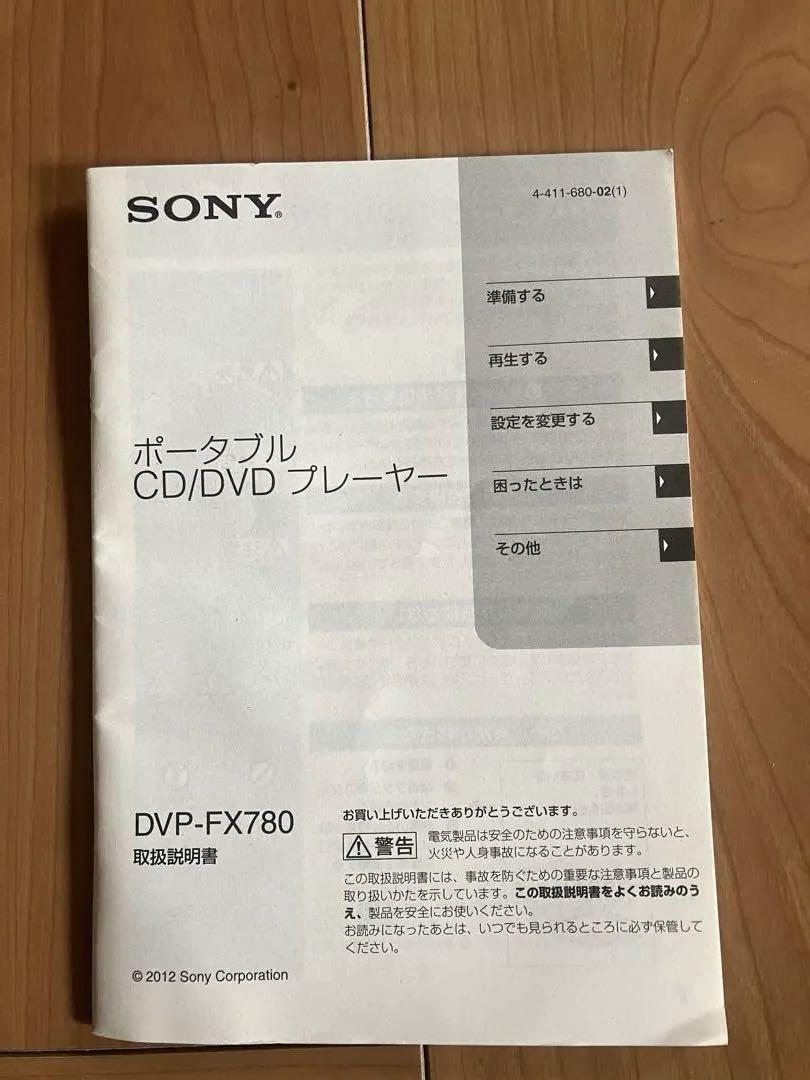 SONY®
4-411-680-02(1)
準備する
再生する
設定を変更する
困ったときは
その他
ポータブル
CD/DVD プレーヤー
DVP-FX780
取扱説明書
お買い上げいただきありがとうございます。
警告
電気製品は安全のための注意事項を守らないと、
火災や人身事故になることがあります。
この取扱説明書には、事故を防ぐための重要な注意事項と製品の
取り扱いかたを示しています。この取扱説明書をよくお読みのう
え、製品を安全にお使いください。
お読みになったあとは、いつでも見られるところに必ず保管して
ください。
© 2012 Sony Corporation